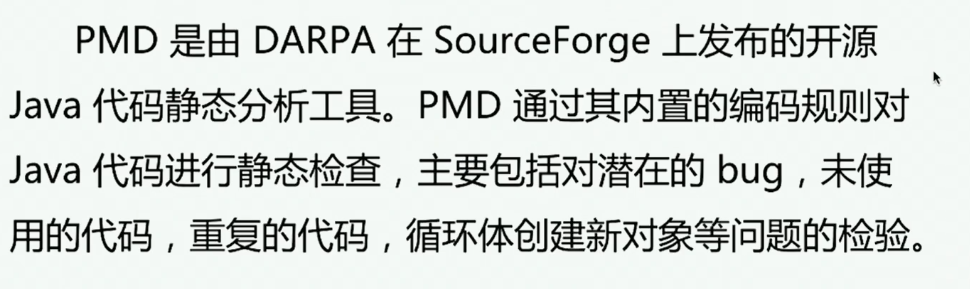 PMD 是由 DARPA 在 SourceForge 上发布的开源
Java 代码静态分析工具。PMD 通过其内置的编码规则对
Java 代码进行静态检查，主要包括对潜在的 bug，未使
用的代码，重复的代码，循环体创建新对象等问题的检验。